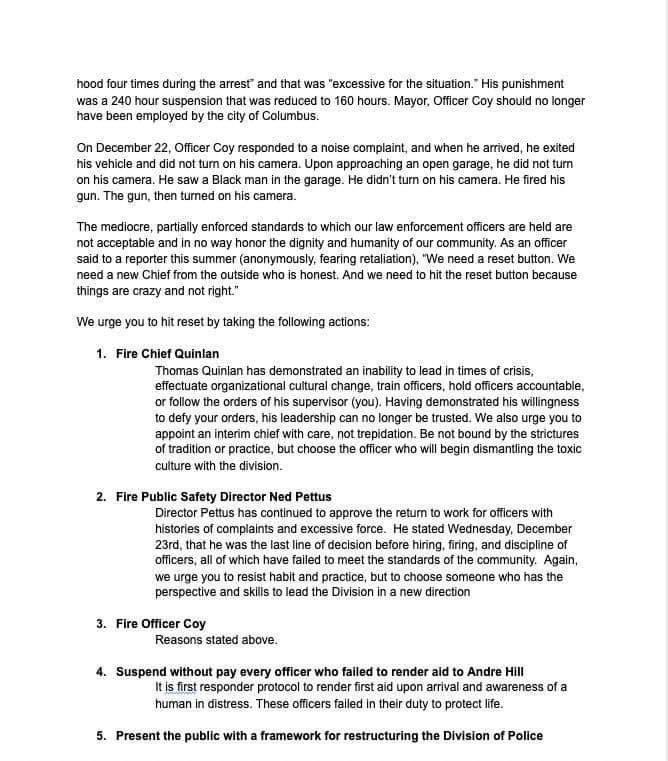 hood four times during the arrest” and that was “excessive for the situation.” His punishment
was a 240 hour suspension that was reduced to 160 hours. Mayor, Officer Coy should no longer
have been employed by the city of Columbus.
On December 22, Officer Coy responded to a noise complaint, and when he arrived, he exited
his vehicle and did not turn on his camera. Upon approaching an open garage, he did not turn
on his camera. He saw a Black man in the garage. He didn’t turn on his camera. He fired his
gun. The gun, then turned on his camera.
The mediocre, partially enforced standards to which our law enforcement officers are held are
not acceptable and in no way honor the dignity and humanity of our community. As an officer
said to a reporter this summer (anonymously, fearing retaliation), “We need a reset button. We
need a new Chief from the outside who is honest. And we need to hit the reset button because
things are crazy and not right.”
We urge you to hit reset by taking the following actions:
1. Fire Chief Quinlan
Thomas Quinlan has demonstrated an inability to lead in times of crisis,
effectuate organizational cultural change, train officers, hold officers accountable,
or follow the orders of his supervisor (you). Having demonstrated his willingness
to defy your orders, his leadership can no longer be trusted. We also urge you to
appoint an interim chief with care, not trepidation. Be not bound by the strictures
of tradition or practice, but choose the officer who will begin dismantling the toxic
culture with the division.
2. Fire Public Safety Director Ned Pettus
Director Pettus has continued to approve the return to work for officers with
histories of complaints and excessive force. He stated Wednesday, December
23rd, that he was the last line of decision before hiring, firing, and discipline of
officers, all of which have failed to meet the standards of the community. Again,
we urge you to resist habit and practice, but to choose someone who has the
perspective and skills to lead the Division in a new direction
3. Fire Officer Coy
Reasons stated above.
4. Suspend without pay every officer who failed to render aid to Andre Hill
It is first responder protocol to render first aid upon arrival and awareness of a
human in distress. These officers failed in their duty to protect life.
5. Present the public with a framework for restructuring the Division of Police